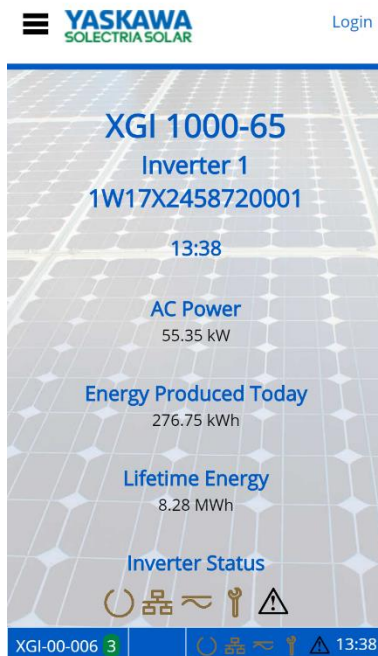 YASKAWA
SOLECTRIA SOLAR
Login
XGI 1000-65
Inverter 1
1W17X2458720001
13:38
AC Power
55.35 kW
Energy Produced Today
276.75 kWh
Lifetime Energy
8.28 MWh
Inverter Status
XGI-00-006 3 13:38